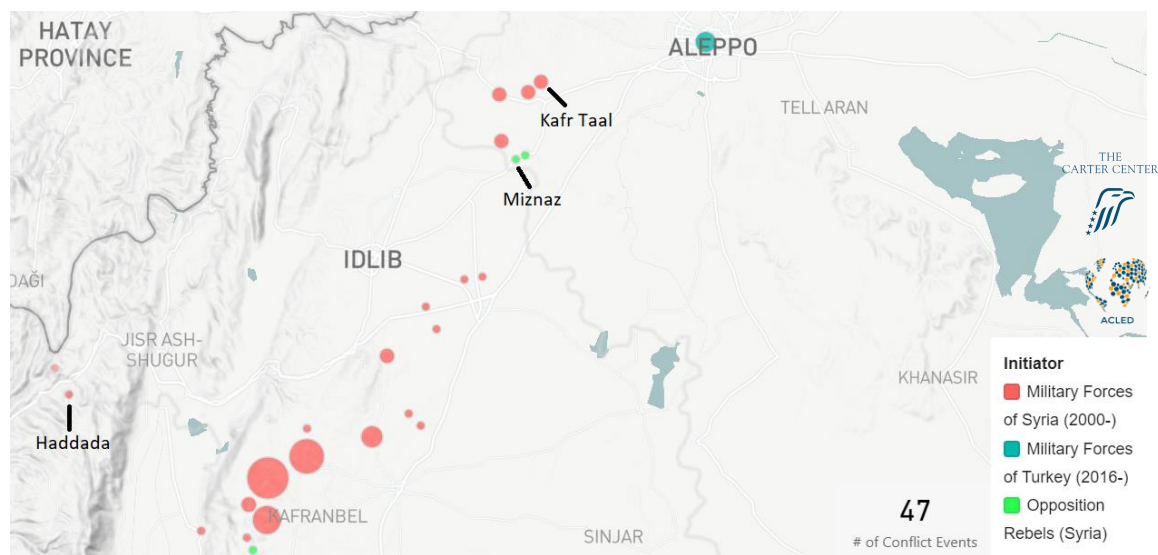 HATAY
PROVINCE
ALEPPO
Kafr Taal
TELL ARAN
THE
CARTER CENTER
Miznaz
IDLIB
DAĞI
ACLED
JISR ASH-
SHUGUR
KHANASIR
Haddada
KAFRANBEL
SINJAR
47
# of Conflict Events
Initiator
Military Forces
of Syria (2000-)
Military Forces
of Turkey (2016-)
Opposition
Rebels (Syria)